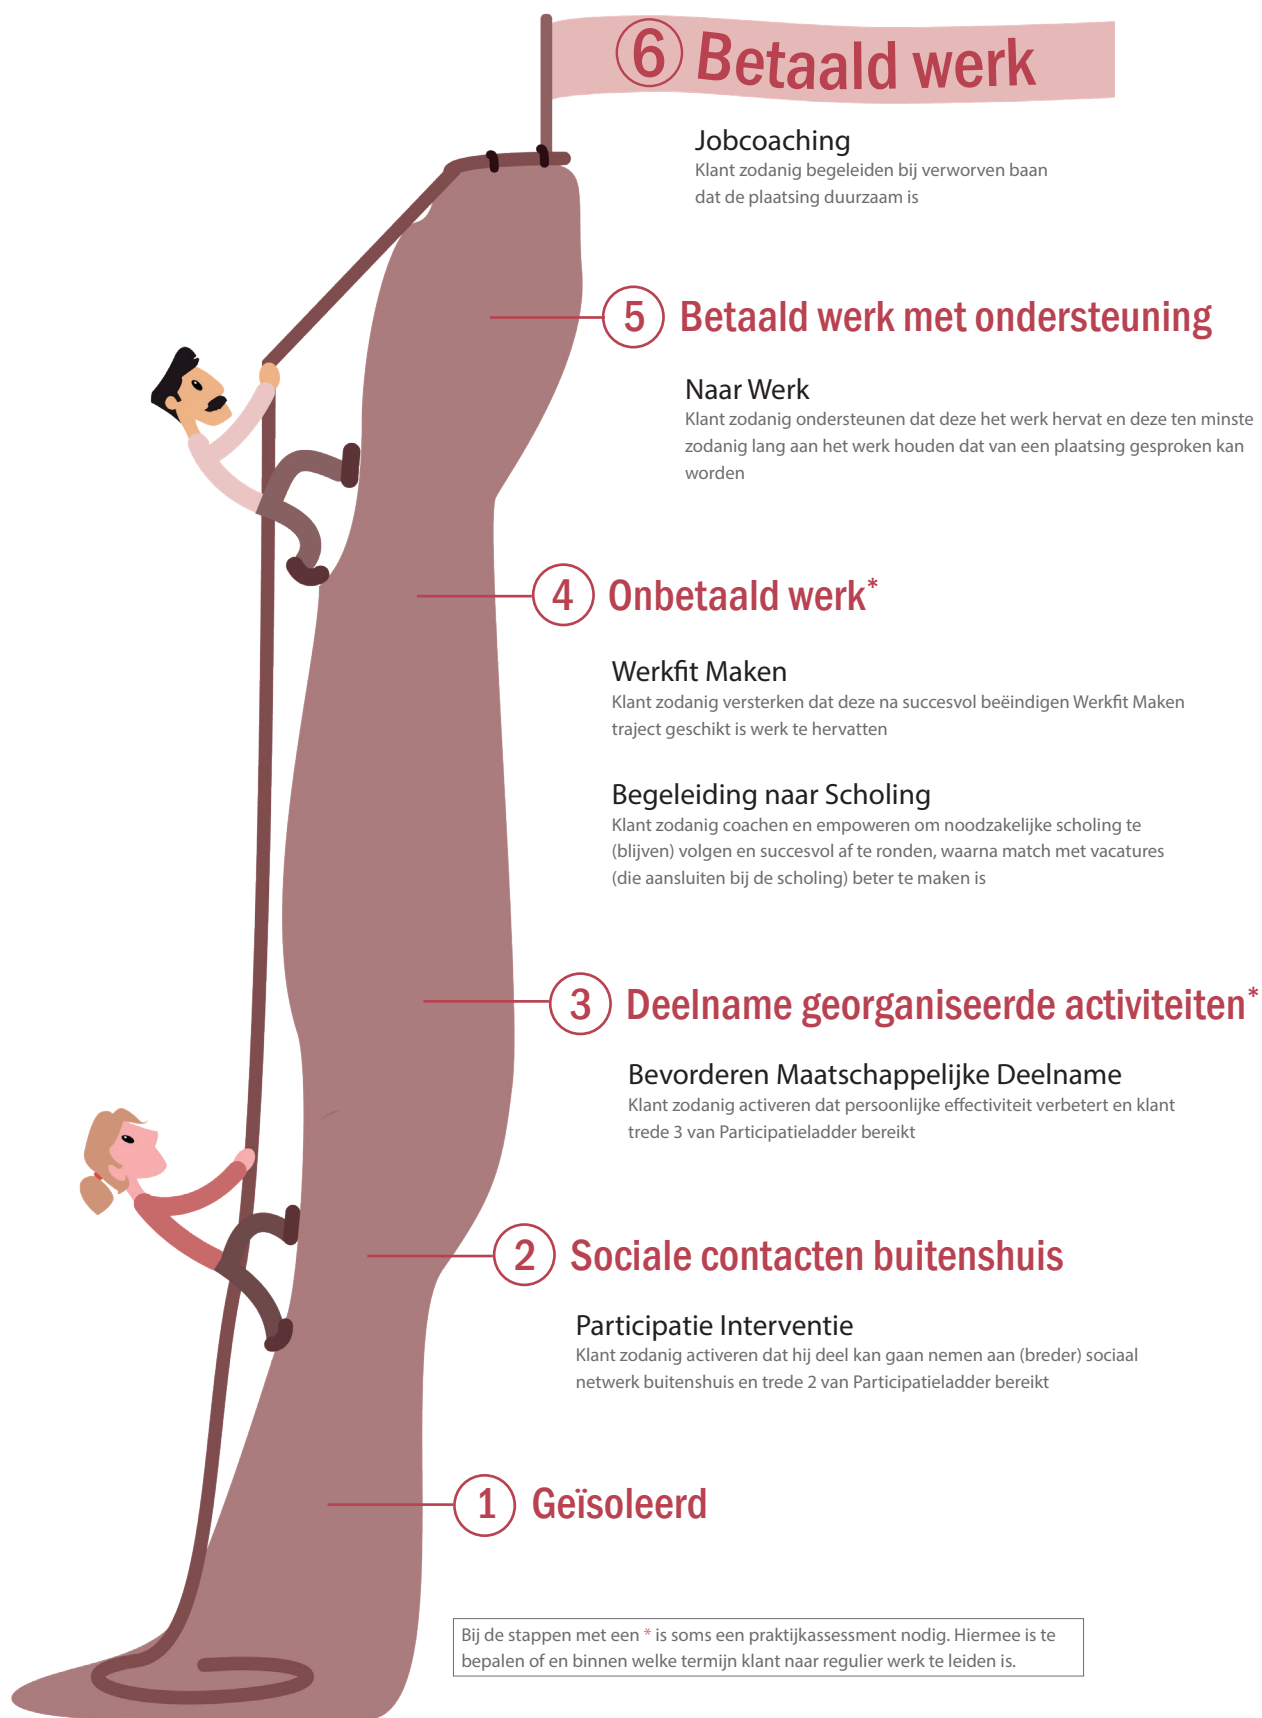 6 Betaald werk
Jobcoaching
Klant zodanig begeleiden bij verworven baan
dat de plaatsing duurzaam is
5 Betaald werk met ondersteuning
Naar Werk
Klant zodanig ondersteunen dat deze het werk hervat en deze ten minste
zodanig lang aan het werk houden dat van een plaatsing gesproken kan
worden
4 Onbetaald werk*
Werkfit Maken
Klant zodanig versterken dat deze na succesvol beëindigen Werkfit Maken
traject geschikt is werk te hervatten
Begeleiding naar Scholing
Klant zodanig coachen en empoweren om noodzakelijke scholing te
(blijven) volgen en succesvol af te ronden, waarna match met vacatures
(die aansluiten bij de scholing) beter te maken is
3 Deelname georganiseerde activiteiten*
Bevorderen Maatschappelijke Deelname
Klant zodanig activeren dat persoonlijke effectiviteit verbetert en klant
trede 3 van Participatieladder bereikt
2 Sociale contacten buitenshuis
Participatie Interventie
Klant zodanig activeren dat hij deel kan gaan nemen aan (breder) sociaal
netwerk buitenshuis en trede 2 van Participatieladder bereikt
1 Geïsoleerd
Bij de stappen met een * is soms een praktijkassessment nodig. Hiermee is te
bepalen of en binnen welke termijn klant naar regulier werk te leiden is.